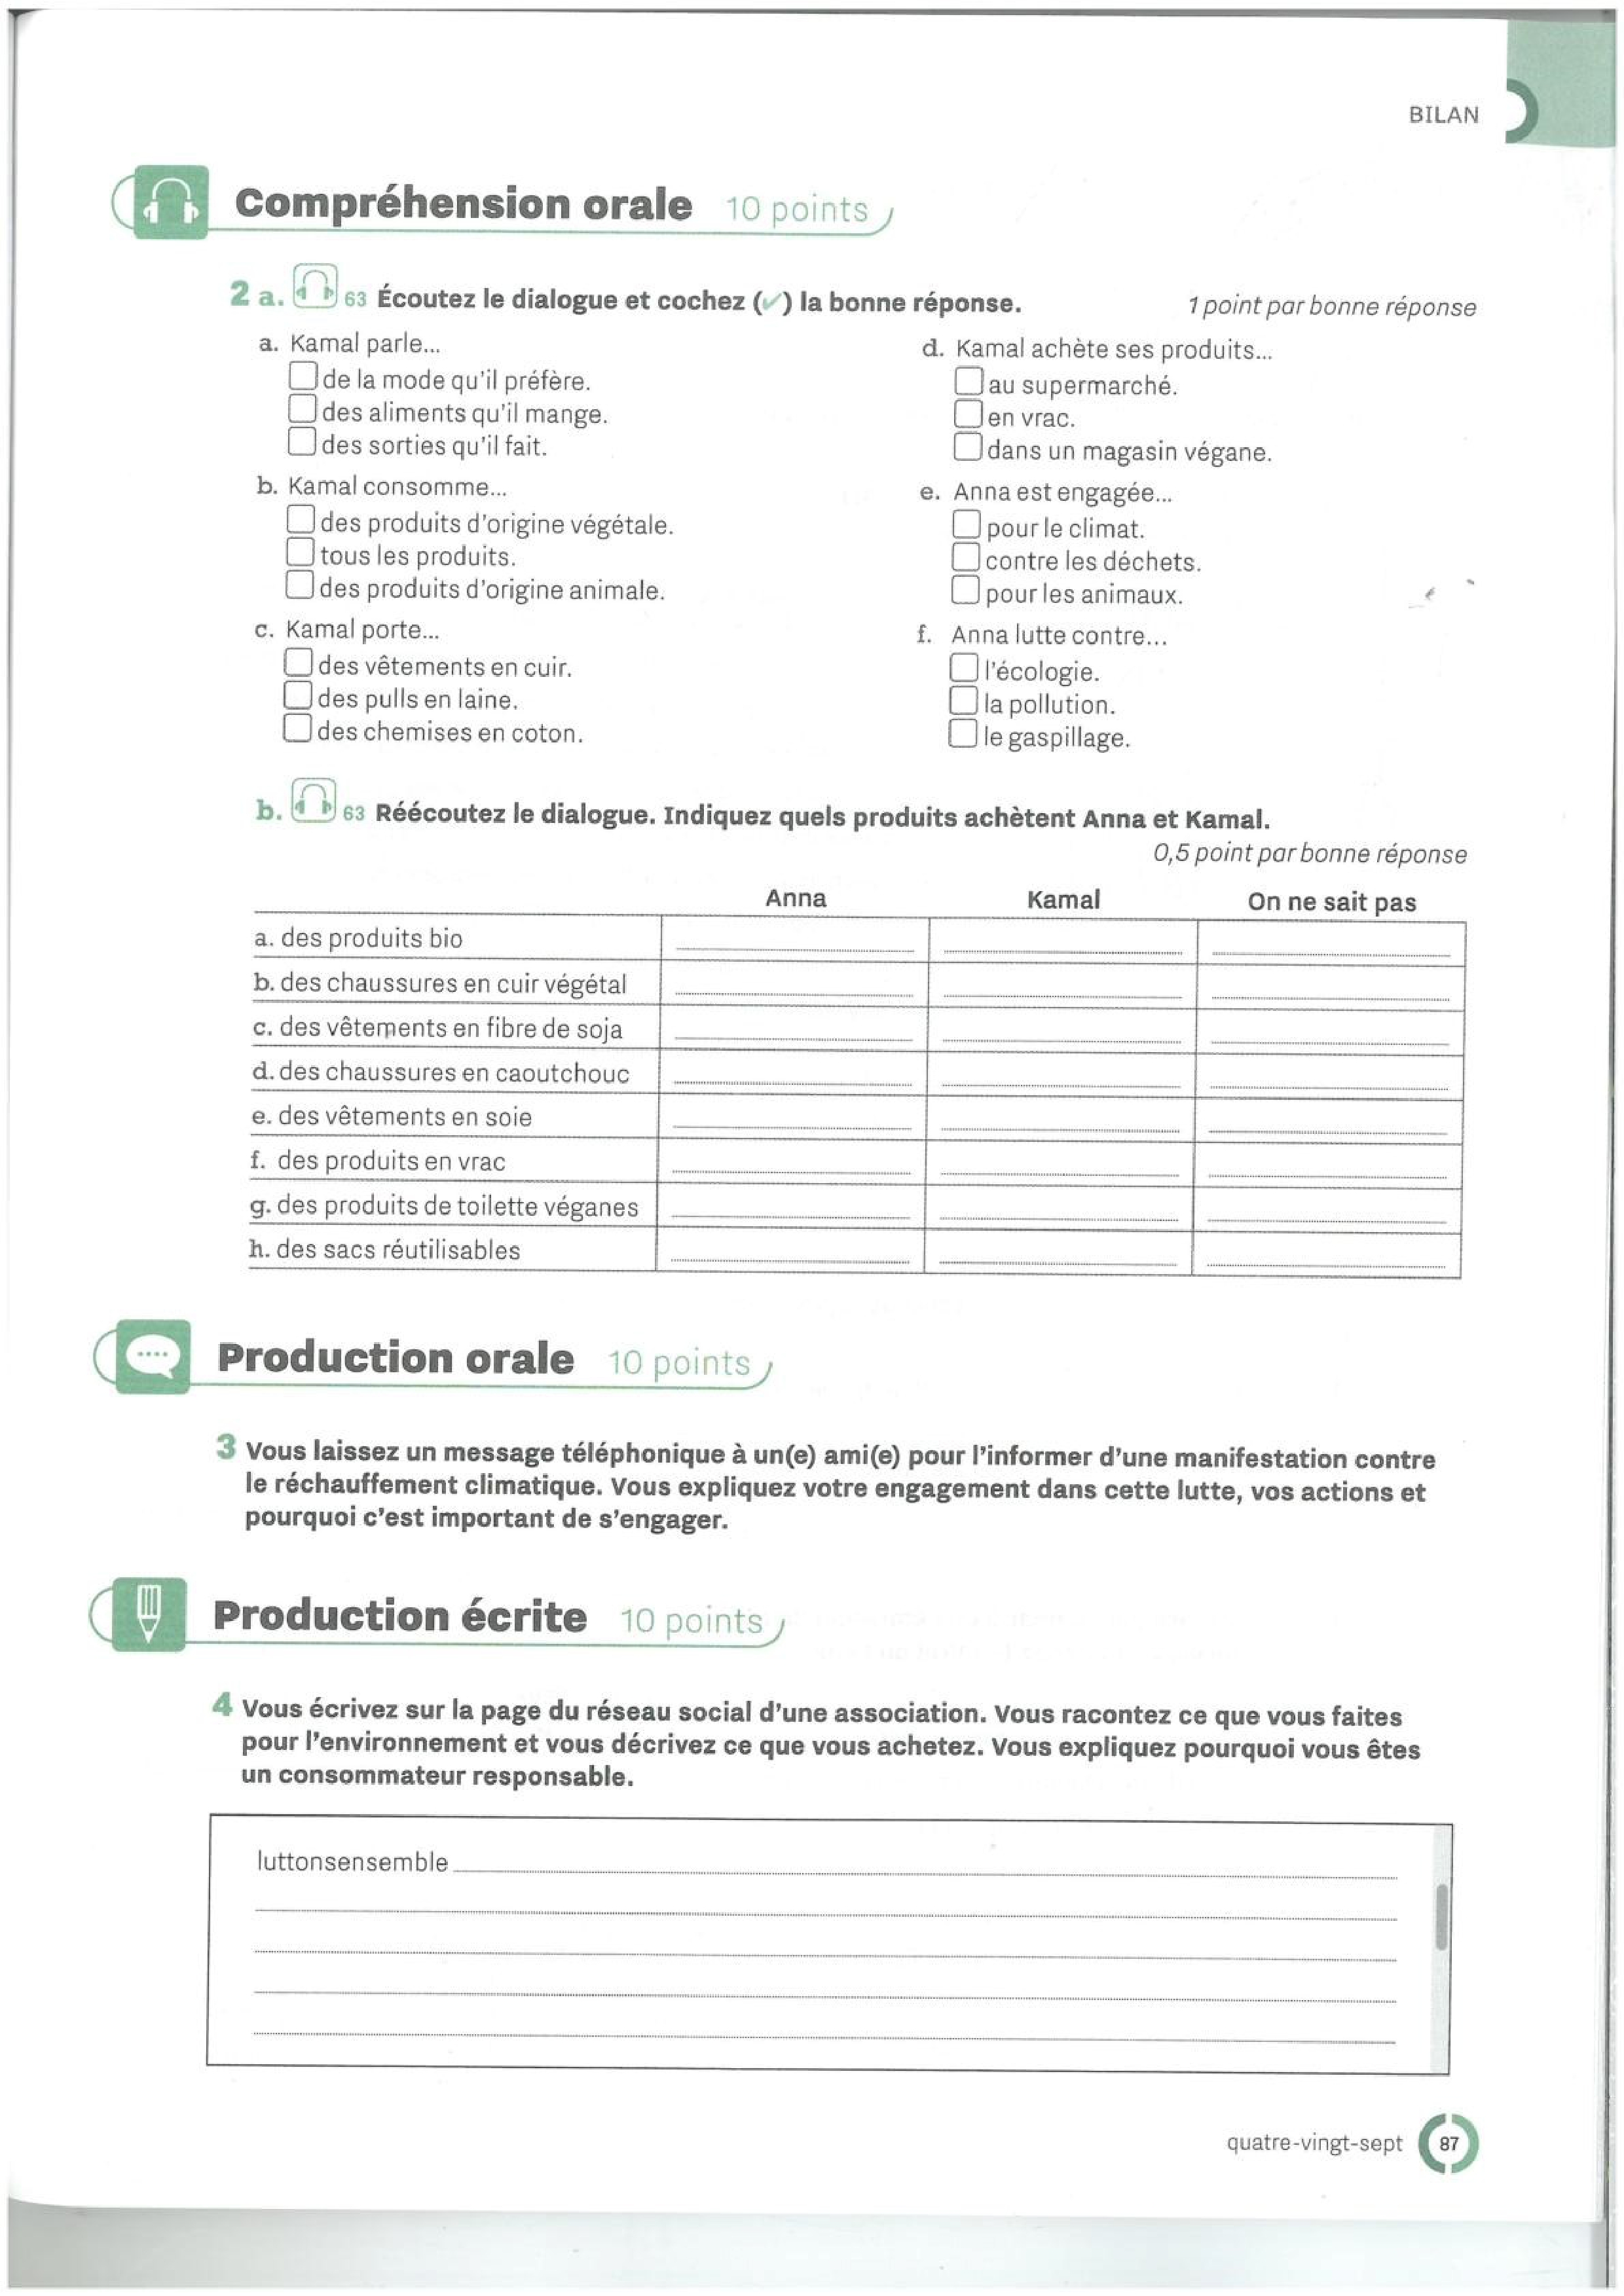 BILAN
Compréhension orale 10 points
2 a. 63 Écoutez le dialogue et cochez (✓) la bonne réponse. 1 point par bonne réponse
a. Kamal parle...
de la mode qu'il préfère.
des aliments qu'il mange.
des sorties qu'il fait.
b. Kamal consomme...
des produits d'origine végétale.
tous les produits.
des produits d'origine animale.
c. Kamal porte...
des vêtements en cuir.
des pulls en laine.
des chemises en coton.
d. Kamal achète ses produits...
au supermarché.
en vrac.
dans un magasin végane.
e. Anna est engagée...
pour le climat.
contre les déchets.
pour les animaux.
f. Anna lutte contre...
l'écologie.
la pollution.
le gaspillage.
b. 63 Réécoutez le dialogue. Indiquez quels produits achètent Anna et Kamal.
0,5 point par bonne réponse
Anna Kamal On ne sait pas
a. des produits bio
b. des chaussures en cuir végétal
c. des vêtements en fibre de soja
d. des chaussures en caoutchouc
e. des vêtements en soie
f. des produits en vrac
g. des produits de toilette véganes
h. des sacs réutilisables
Production orale 10 points
3 Vous laissez un message téléphonique à un(e) ami(e) pour l'informer d'une manifestation contre
le réchauffement climatique. Vous expliquez votre engagement dans cette lutte, vos actions et
pourquoi c'est important de s'engager.
Production écrite 10 points
4 Vous écrivez sur la page du réseau social d'une association. Vous racontez ce que vous faites
pour l'environnement et vous décrivez ce que vous achetez. Vous expliquez pourquoi vous êtes
un consommateur responsable.
luttonsensemble
quatre-vingt-sept 87